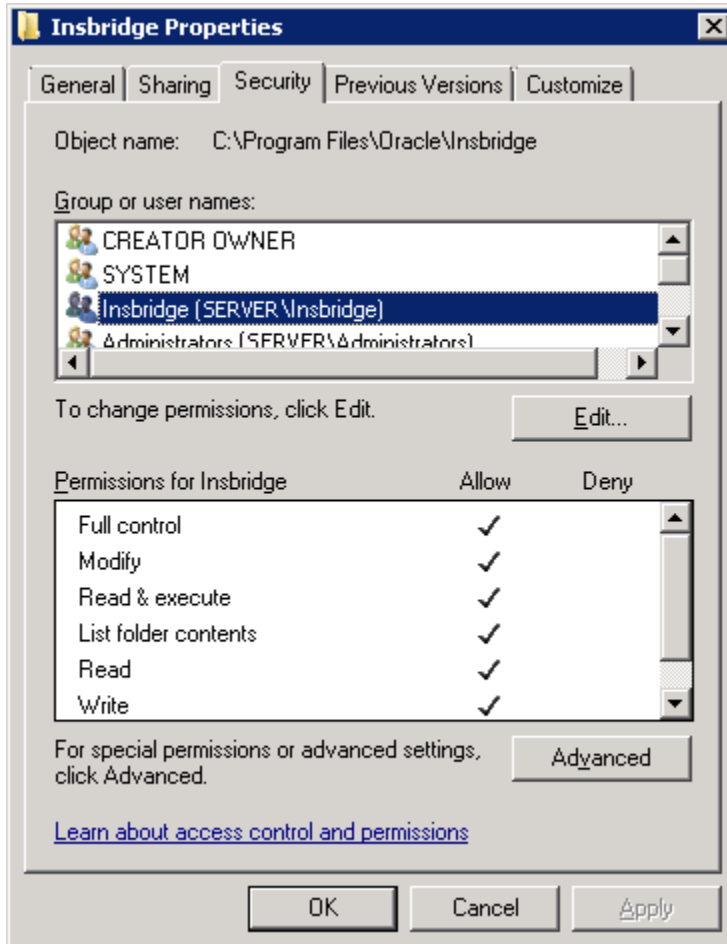 Insbridge Properties
General Sharing Security Previous Versions Customize
Object name: C:\Program Files\Oracle\Insbridge
Group or user names:
CREATOR OWNER
SYSTEM
Insbridge (SERVER\Insbridge)
Administrators (SERVER\Administrators)
To change permissions, click Edit.
Edit...
Permissions for Insbridge Allow Deny
Full control
Modify
Read & execute
List folder contents
Read
Write
For special permissions or advanced settings,
click Advanced.
Advanced
Learn about access control and permissions
OK Cancel Apply